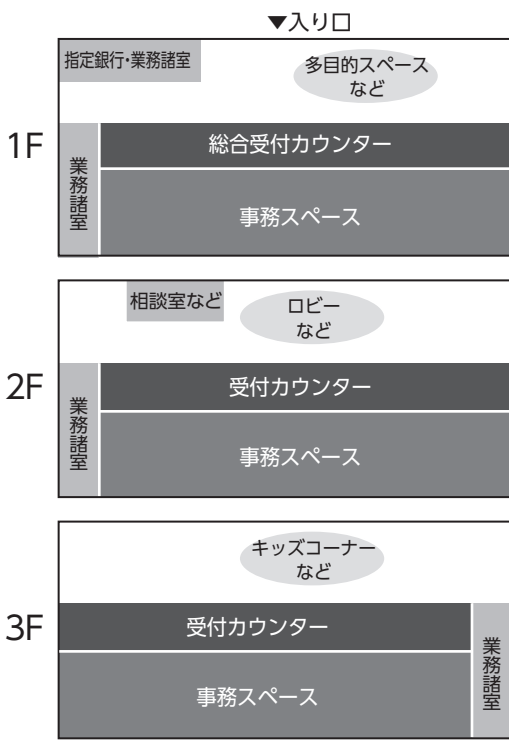 ▼入り口
1F
指定銀行・業務諸室
多目的スペース
など
総合受付カウンター
業務諸室
事務スペース
2F
相談室など
ロビー
など
受付カウンター
業務諸室
事務スペース
3F
キッズコーナー
など
受付カウンター
業務諸室
事務スペース